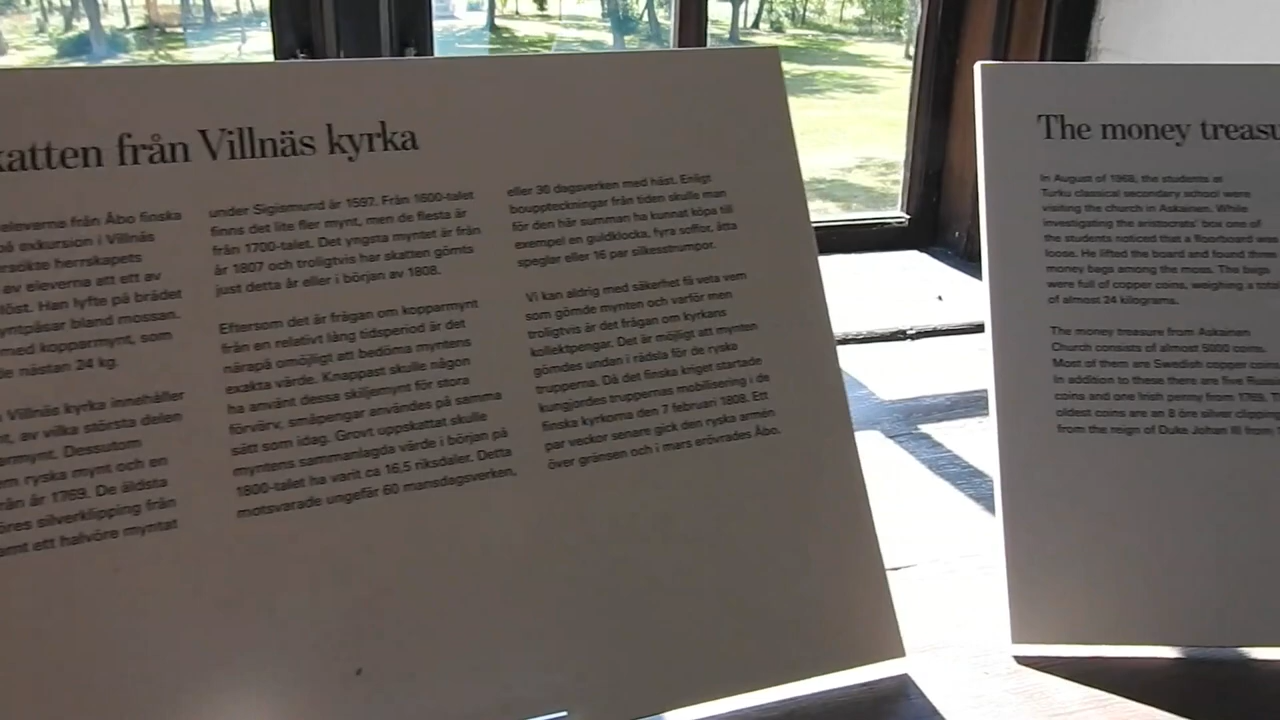 katten från Villnäs kyrka
eleverna från Åbo finska
på exkursion i Villnäs
herrskapets
av eleverna att ett av
löst. Han lyfte på brädet
myntpåsar bland mossan.
med kopparmynt, som
nästan 24 kg.
Villnäs kyrka innehåller
av vilka största delen
Dessutom
ryska mynt och en
från år 1769. De äldsta
silverklipping från
samt ett halvöre myntat
under Sigismund år 1597. Från 1600-talet
finns det lite fler mynt, men de flesta är
från 1700-talet. Det yngsta myntet är från
år 1807 och troligtvis har skatten gömts
just detta år eller i början av 1808.
Eftersom det är frågan om kopparmynt
från en relativt lång tidsperiod är det
närapå omöjligt att bedöma myntens
exakta värde. Knappast skulle någon
ha använt dessa skiljemynt för stora
förvärv, småpengar användes på samma
sätt som idag. Grovt uppskattat skulle
myntens sammanlagda värde i början på
1800-talet ha varit ca 16,5 riksdaler. Detta
motsvarade ungefär 60 mansdagsverken,
eller 30 dagsverken med häst. Enligt
bouppteckningar från tiden skulle man
för den här summan ha kunnat köpa till
exempel en guldklocka, fyra soffor, åtta
speglar eller 16 par silkesstrumpor.
Vi kan aldrig med säkerhet få veta vem
som gömde mynten och varför men
troligtvis är det frågan om kyrkans
kollektpengar. Det är möjligt att mynten
gömdes undan i rädsla för de ryska
trupperna. Då det finska kriget startade
kungjordes truppernas mobilisering i de
finska kyrkorna den 7 februari 1808. Ett
par veckor senare gick den ryska armén
över gränsen och i mars erövrades Åbo.
The money treasu
In August of 1968, the students at
Turku classical secondary school were
visiting the church in Askainen. While
investigating the aristocrats' box one of
the students noticed that a floorboard was
loose. He lifted the board and found three
money bags among the moss. The bags
were full of copper coins, weighing a total
of almost 24 kilograms.
The money treasure from Askainen
Church consists of almost 5000 coins.
Most of them are Swedish copper coi
In addition to these there are five Russi
coins and one Irish penny from 1769. T
oldest coins are an 8 öre silver clippin
from the reign of Duke Johan III from